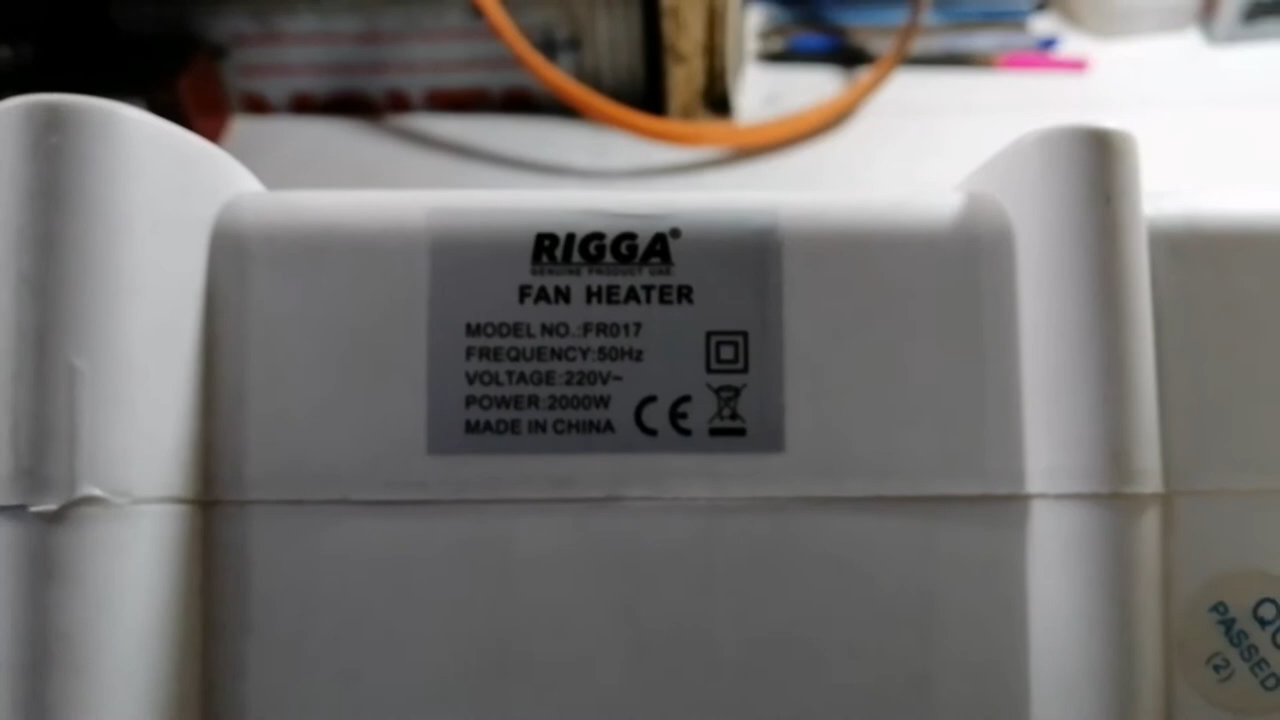 RIGGA®
GENUINE PRODUCT UAE
FAN HEATER
MODEL NO.:FR017
FREQUENCY:50Hz
VOLTAGE:220V~
POWER:2000W
MADE IN CHINA
CE
PASSED
(2)